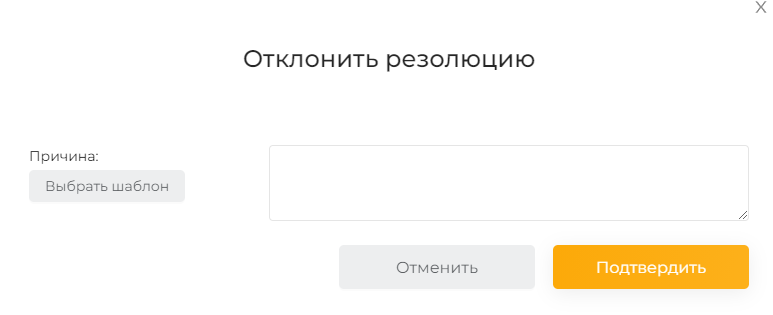 X
Отклонить резолюцию
Причина:
Выбрать шаблон
Отменить
Подтвердить